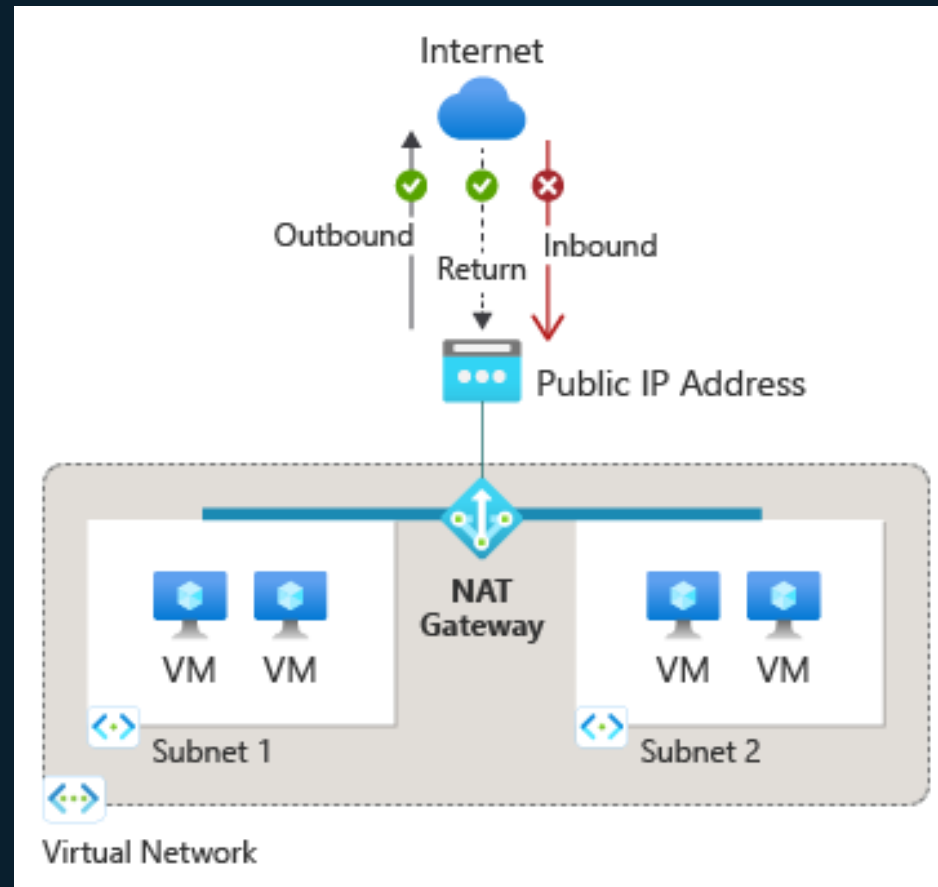 Internet
Outbound
Inbound
Return
Public IP Address
NAT
Gateway
VM
VM
VM
VM
Subnet 1
Subnet 2
Virtual Network